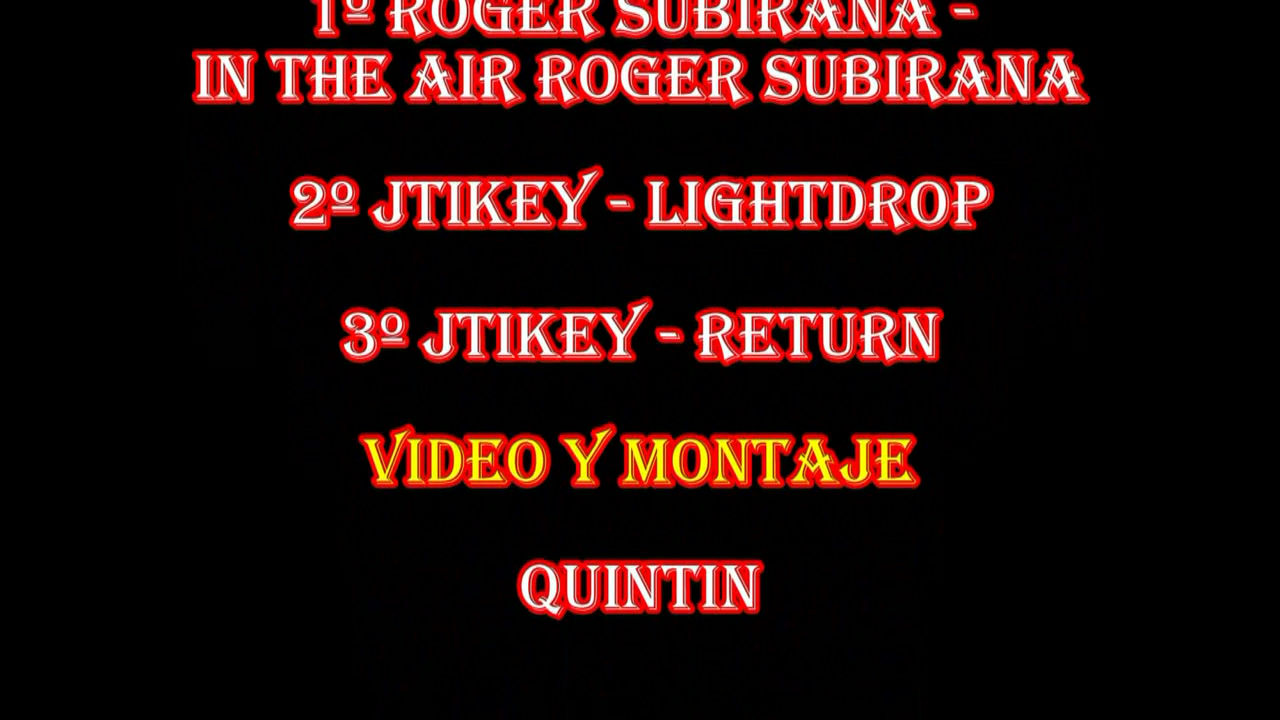 1º ROGER SUBIRANA -
IN THE AIR ROGER SUBIRANA
2º JTIKEY - LIGHTDROP
3º JTIKEY - RETURN
VIDEO Y MONTAJE
QUINTIN